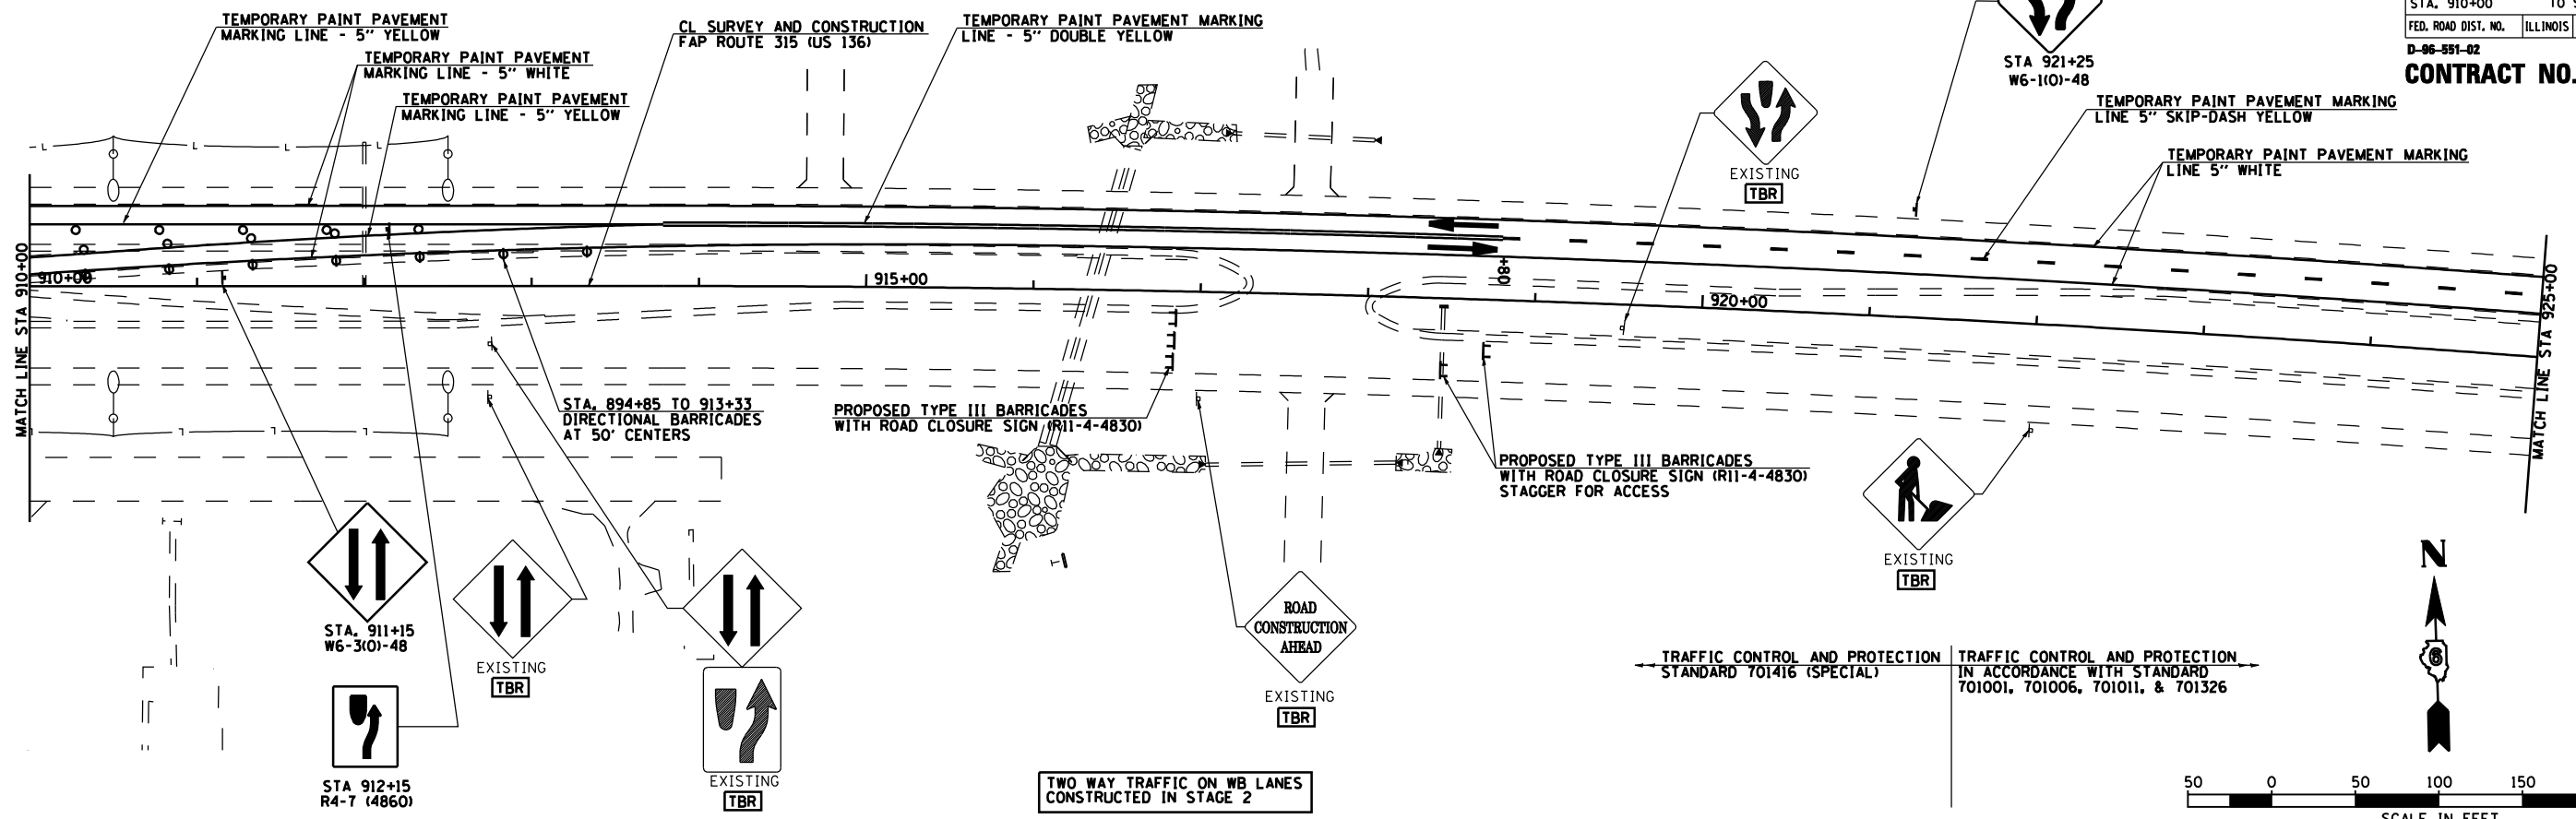 TEMPORARY PAINT PAVEMENT
MARKING LINE - 5" YELLOW
TEMPORARY PAINT PAVEMENT
MARKING LINE - 5" WHITE
TEMPORARY PAINT PAVEMENT
MARKING LINE - 5" YELLOW
CL SURVEY AND CONSTRUCTION
FAP ROUTE 315 (US 136)
TEMPORARY PAINT PAVEMENT MARKING
LINE - 5" DOUBLE YELLOW
STA 921+25
W6-1(O)-48
STA. 910+00 TO
FED. ROAD DIST. NO. ILLINOIS
D-96-551-02
CONTRACT NO.
TEMPORARY PAINT PAVEMENT MARKING
LINE 5" SKIP-DASH YELLOW
TEMPORARY PAINT PAVEMENT MARKING
LINE 5" WHITE
EXISTING
TBR
MATCH LINE STA 910+00
910+00
915+00
+80
920+00
MATCH LINE STA 925+00
STA. 894+85 TO 913+33
DIRECTIONAL BARRICADES
AT 50' CENTERS
PROPOSED TYPE III BARRICADES
WITH ROAD CLOSURE SIGN (R11-4-4830)
PROPOSED TYPE III BARRICADES
WITH ROAD CLOSURE SIGN (R11-4-4830)
STAGGER FOR ACCESS
EXISTING
TBR
STA. 911+15
W6-3(O)-48
EXISTING
TBR
STA 912+15
R4-7 (4860)
EXISTING
TBR
ROAD
CONSTRUCTION
AHEAD
EXISTING
TBR
TWO WAY TRAFFIC ON WB LANES
CONSTRUCTED IN STAGE 2
TRAFFIC CONTROL AND PROTECTION
STANDARD 701416 (SPECIAL)
TRAFFIC CONTROL AND PROTECTION
IN ACCORDANCE WITH STANDARD
701001, 701006, 701011, & 701326
N
6
50 0 50 100 150
SCALE IN FEET